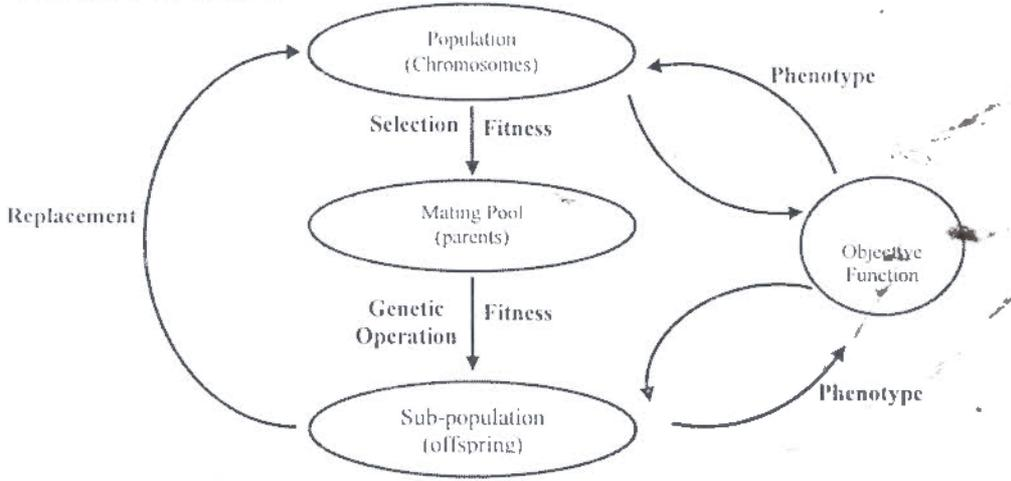 Population
(Chromosomes)
Phenotype
Selection
Fitness
Replacement
Mating Pool
(parents)
Objective
Function
Genetic
Operation
Fitness
Phenotype
Sub-population
(offspring)